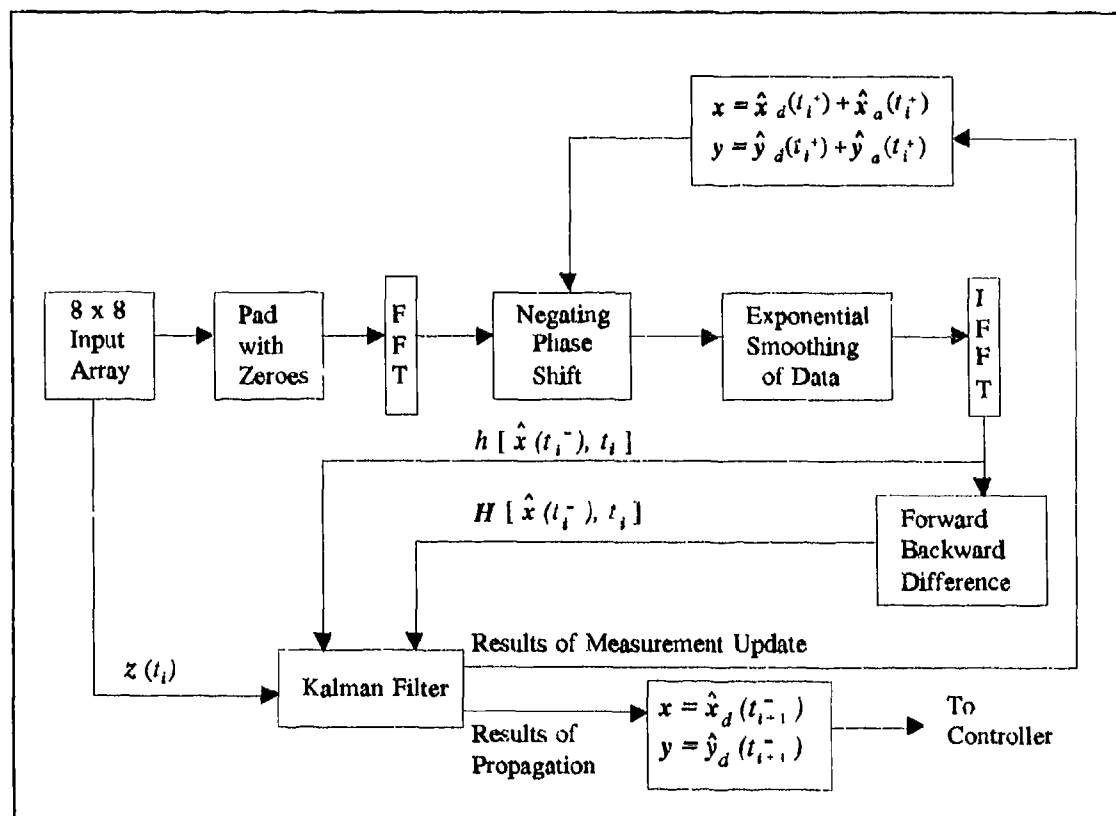 x = x̂_d(t_i⁺) + x̂_a(t_i⁺)
y = ŷ_d(t_i⁺) + ŷ_a(t_i⁺)
8 x 8
Input
Array
Pad
with
Zeroes
F
F
T
Negating
Phase
Shift
Exponential
Smoothing
of Data
I
F
F
T
h [ x̂ (t_i⁻), t_i ]
H [ x̂ (t_i⁻), t_i ]
Forward
Backward
Difference
z (t_i)
Kalman Filter
Results of Measurement Update
Results of
Propagation
x = x̂_d (t_{i+1}⁻)
y = ŷ_d (t_{i+1}⁻)
To
Controller